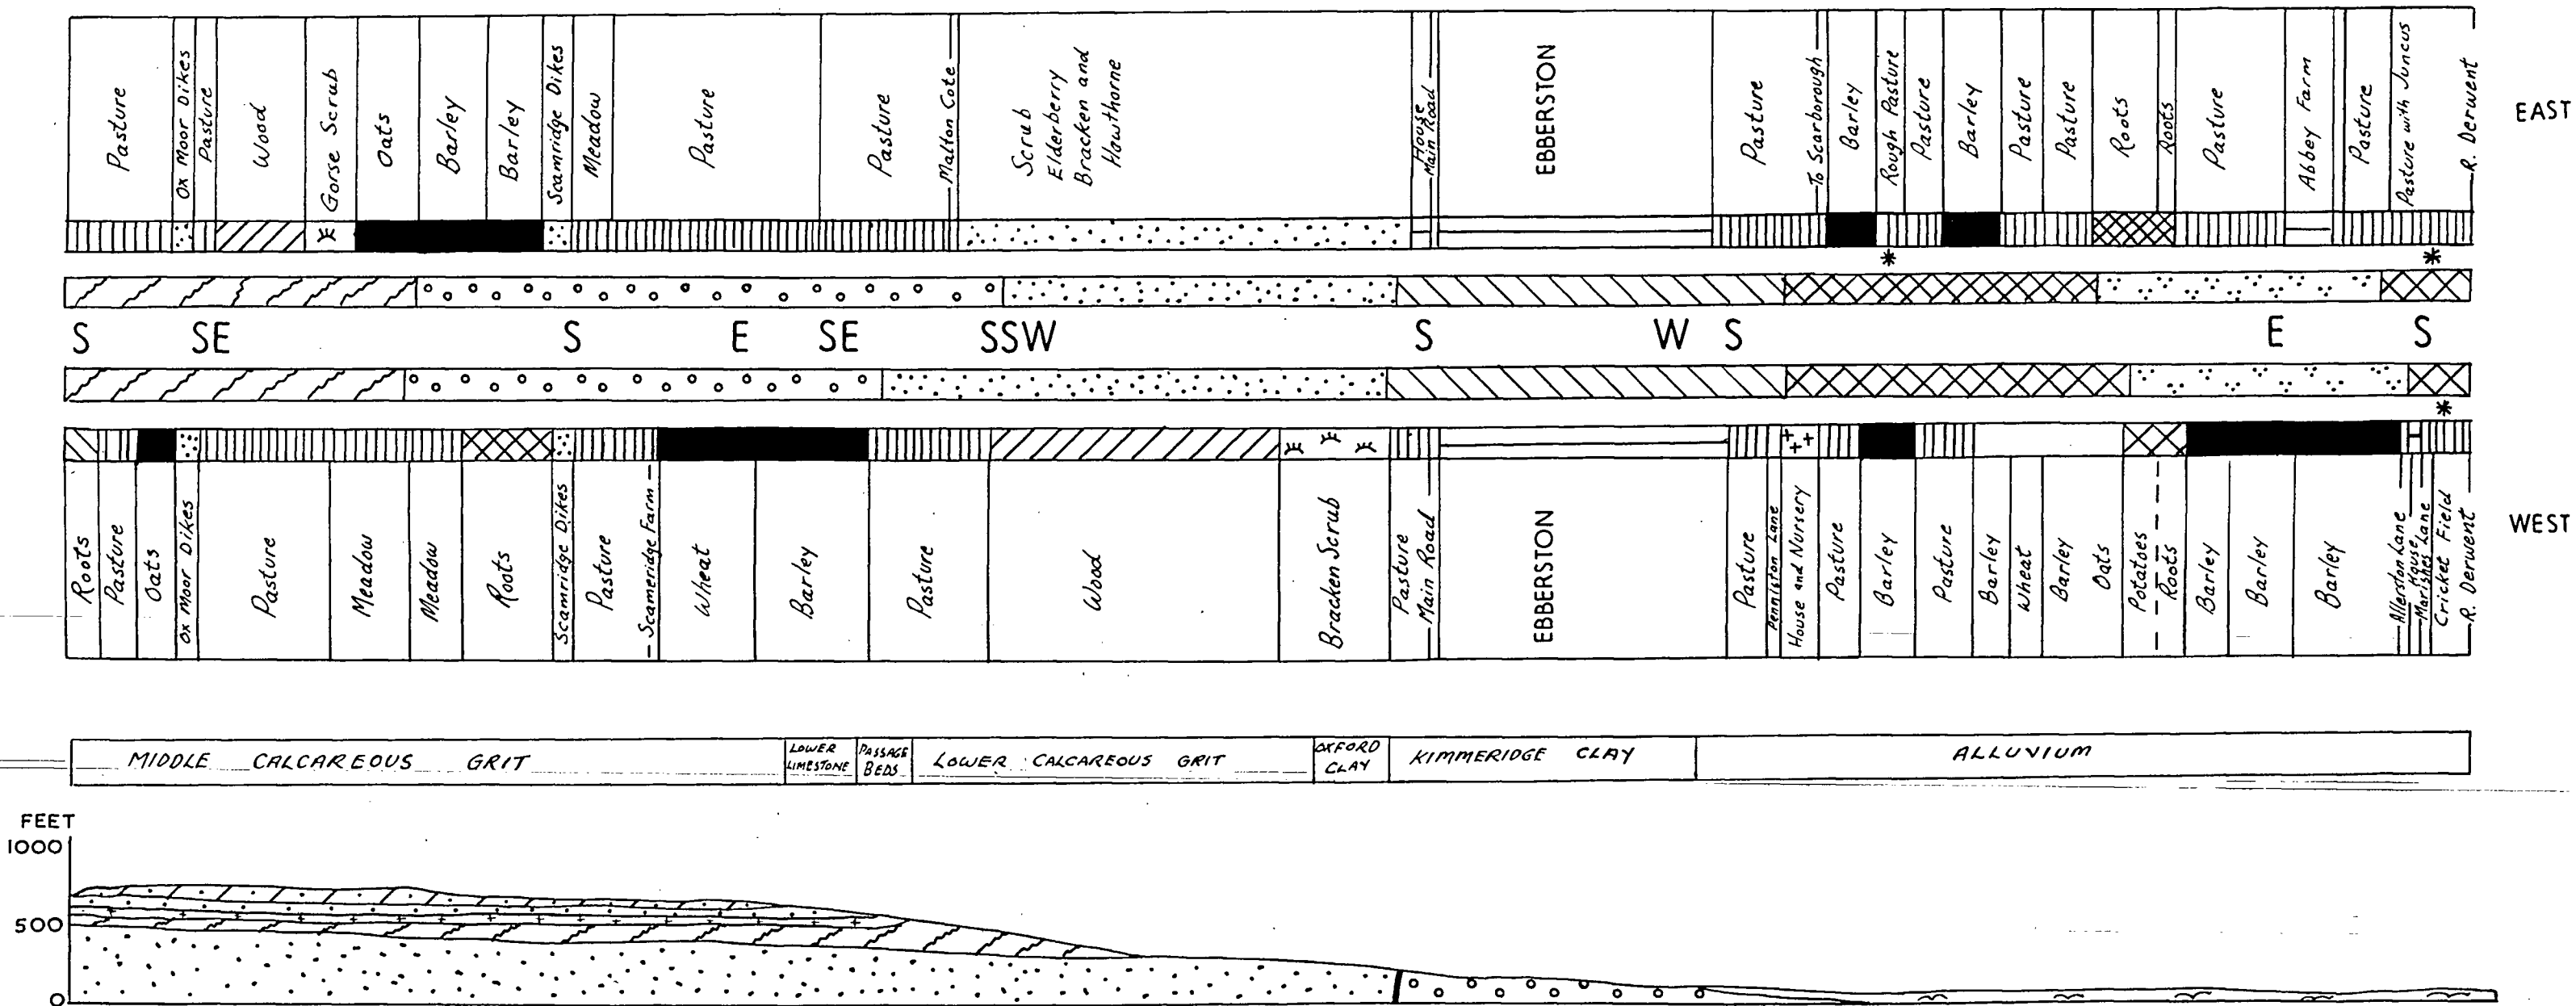 Pasture
Ox Moor Dikes
Pasture
Wood
Gorse Scrub
Oats
Barley
Barley
Scamridge Dikes
Meadow
Pasture
Pasture
Malton Cote
Scrub
Elderberry
Bracken and
Hawthorne
House
Main Road
EBBERSTON
Pasture
To Scarborough
Barley
Rough Pasture
Pasture
Barley
Pasture
Pasture
Roots
Roots
Pasture
Abbey Farm
Pasture
Pasture with Juncus
R. Derwent
EAST
*
*
S SE S E SE SSW S W S E S
*
Roots
Pasture
Oats
Ox Moor Dikes
Pasture
Meadow
Meadow
Roots
Scamridge Dikes
Pasture
Scameridge Farm
Wheat
Barley
Pasture
Wood
Bracken Scrub
Pasture
Main Road
EBBERSTON
Pasture
Penniston Lane
House and Nursery
Pasture
Barley
Pasture
Barley
Wheat
Barley
Oats
Potatoes
Roots
Barley
Barley
Barley
Allerston Lane
House
Marishes Lane
Cricket Field
R. Derwent
WEST
MIDDLE CALCAREOUS GRIT
LOWER
LIMESTONE
PASSAGE
BEDS
LOWER CALCAREOUS GRIT
OXFORD
CLAY
KIMMERIDGE CLAY
ALLUVIUM
FEET
1000
500
0